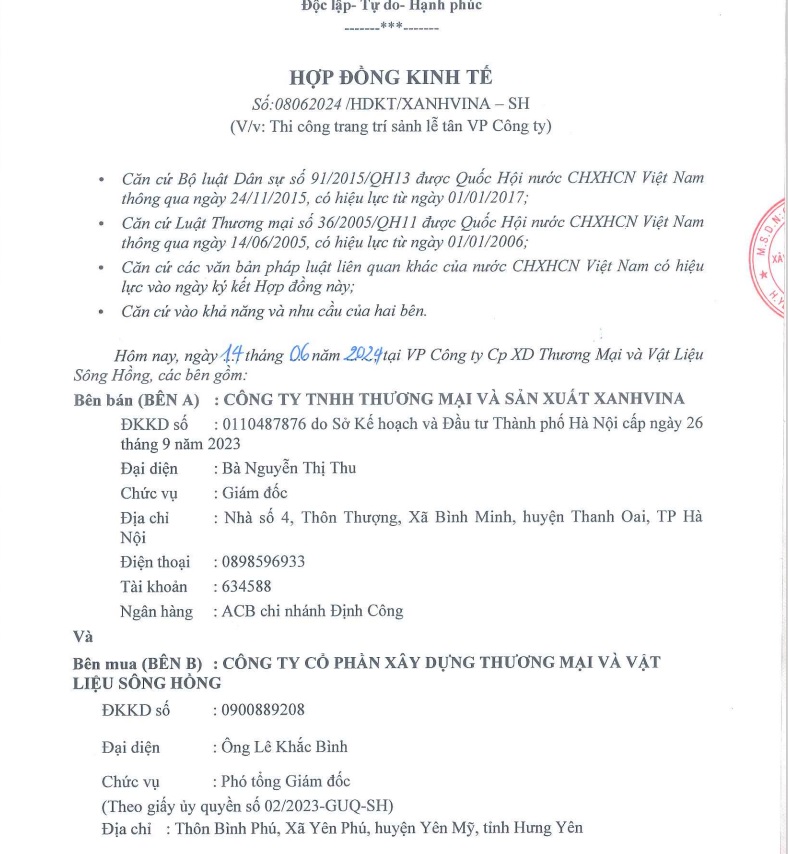 Độc lập- Tự do- Hạnh phúc
-------***-------
HỢP ĐỒNG KINH TẾ
Số:08062024 /HDKT/XANHVINA – SH
(V/v: Thi công trang trí sảnh lễ tân VP Công ty)
• Căn cứ Bộ luật Dân sự số 91/2015/QH13 được Quốc Hội nước CHXHCN Việt Nam
thông qua ngày 24/11/2015, có hiệu lực từ ngày 01/01/2017;
• Căn cứ Luật Thương mại số 36/2005/QH11 được Quốc Hội nước CHXHCN Việt Nam
thông qua ngày 14/06/2005, có hiệu lực từ ngày 01/01/2006;
• Căn cứ các văn bản pháp luật liên quan khác của nước CHXHCN Việt Nam có hiệu
lực vào ngày ký kết Hợp đồng này;
• Căn cứ vào khả năng và nhu cầu của hai bên.
Hôm nay, ngày 14 tháng 06 năm 2024 tại VP Công ty Cp XD Thương Mại và Vật Liệu
Sông Hồng, các bên gồm:
Bên bán (BÊN A) : CÔNG TY TNHH THƯƠNG MẠI VÀ SẢN XUẤT XANHVINA
ĐKKD số : 0110487876 do Sở Kế hoạch và Đầu tư Thành phố Hà Nội cấp ngày 26
tháng 9 năm 2023
Đại diện : Bà Nguyễn Thị Thu
Chức vụ : Giám đốc
Địa chỉ : Nhà số 4, Thôn Thượng, Xã Bình Minh, huyện Thanh Oai, TP Hà
Nội
Điện thoại : 0898596933
Tài khoản : 634588
Ngân hàng : ACB chi nhánh Định Công
Và
Bên mua (BÊN B) : CÔNG TY CỔ PHẦN XÂY DỰNG THƯƠNG MẠI VÀ VẬT
LIỆU SÔNG HỒNG
ĐKKD số : 0900889208
Đại diện : Ông Lê Khắc Bình
Chức vụ : Phó tổng Giám đốc
(Theo giấy ủy quyền số 02/2023-GUQ-SH)
Địa chỉ : Thôn Bình Phú, Xã Yên Phú, huyện Yên Mỹ, tỉnh Hưng Yên
M.S.D.N: